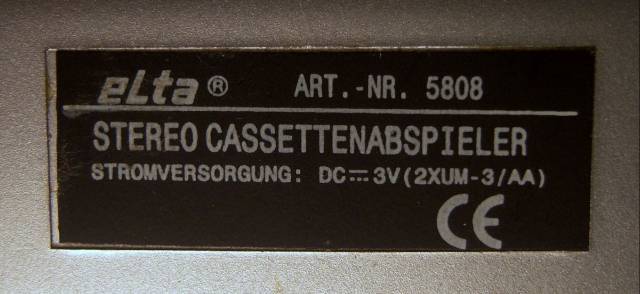 eLta® ART.-NR. 5808
STEREO CASSETTENABSPIELER
STROMVERSORGUNG: DC⎓3V(2XUM-3/AA)
CE